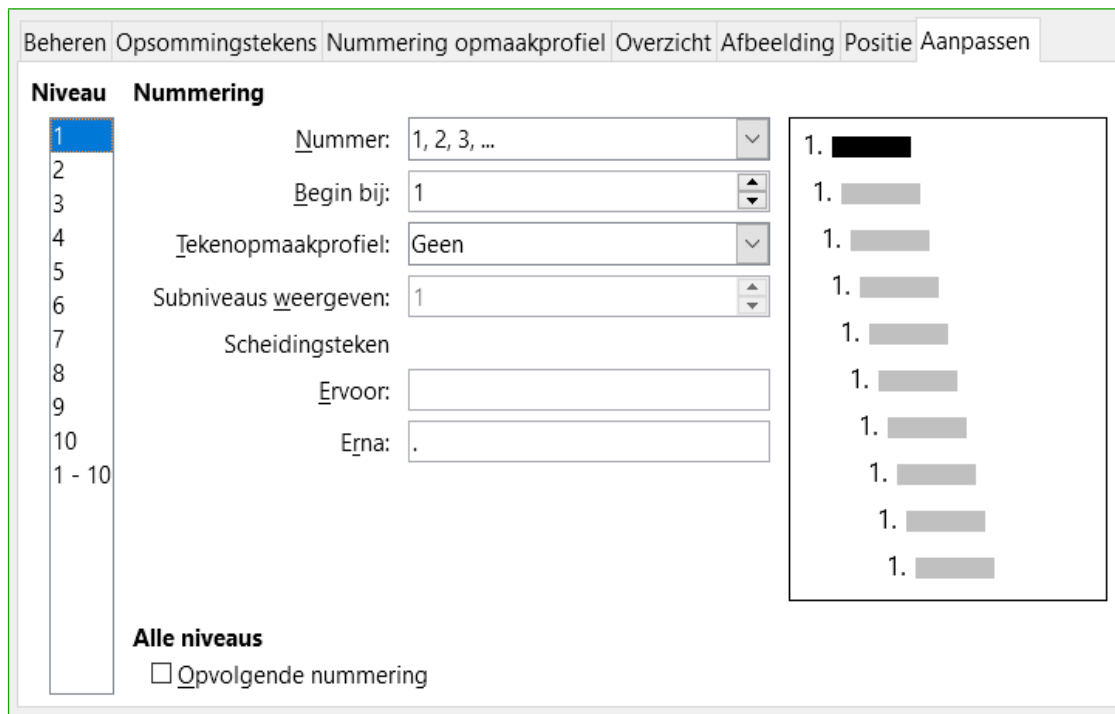 Beheren Opsommingstekens Nummering opmaakprofiel Overzicht Afbeelding Positie Aanpassen
Niveau Nummering
1
2
3
4
5
6
7
8
9
10
1 - 10
Nummer: 1, 2, 3, ...
Begin bij: 1
Tekenopmaakprofiel: Geen
Subniveaus weergeven: 1
Scheidingsteken
Ervoor:
Erna: .
1.
1.
1.
1.
1.
1.
1.
1.
1.
1.
Alle niveaus
Opvolgende nummering